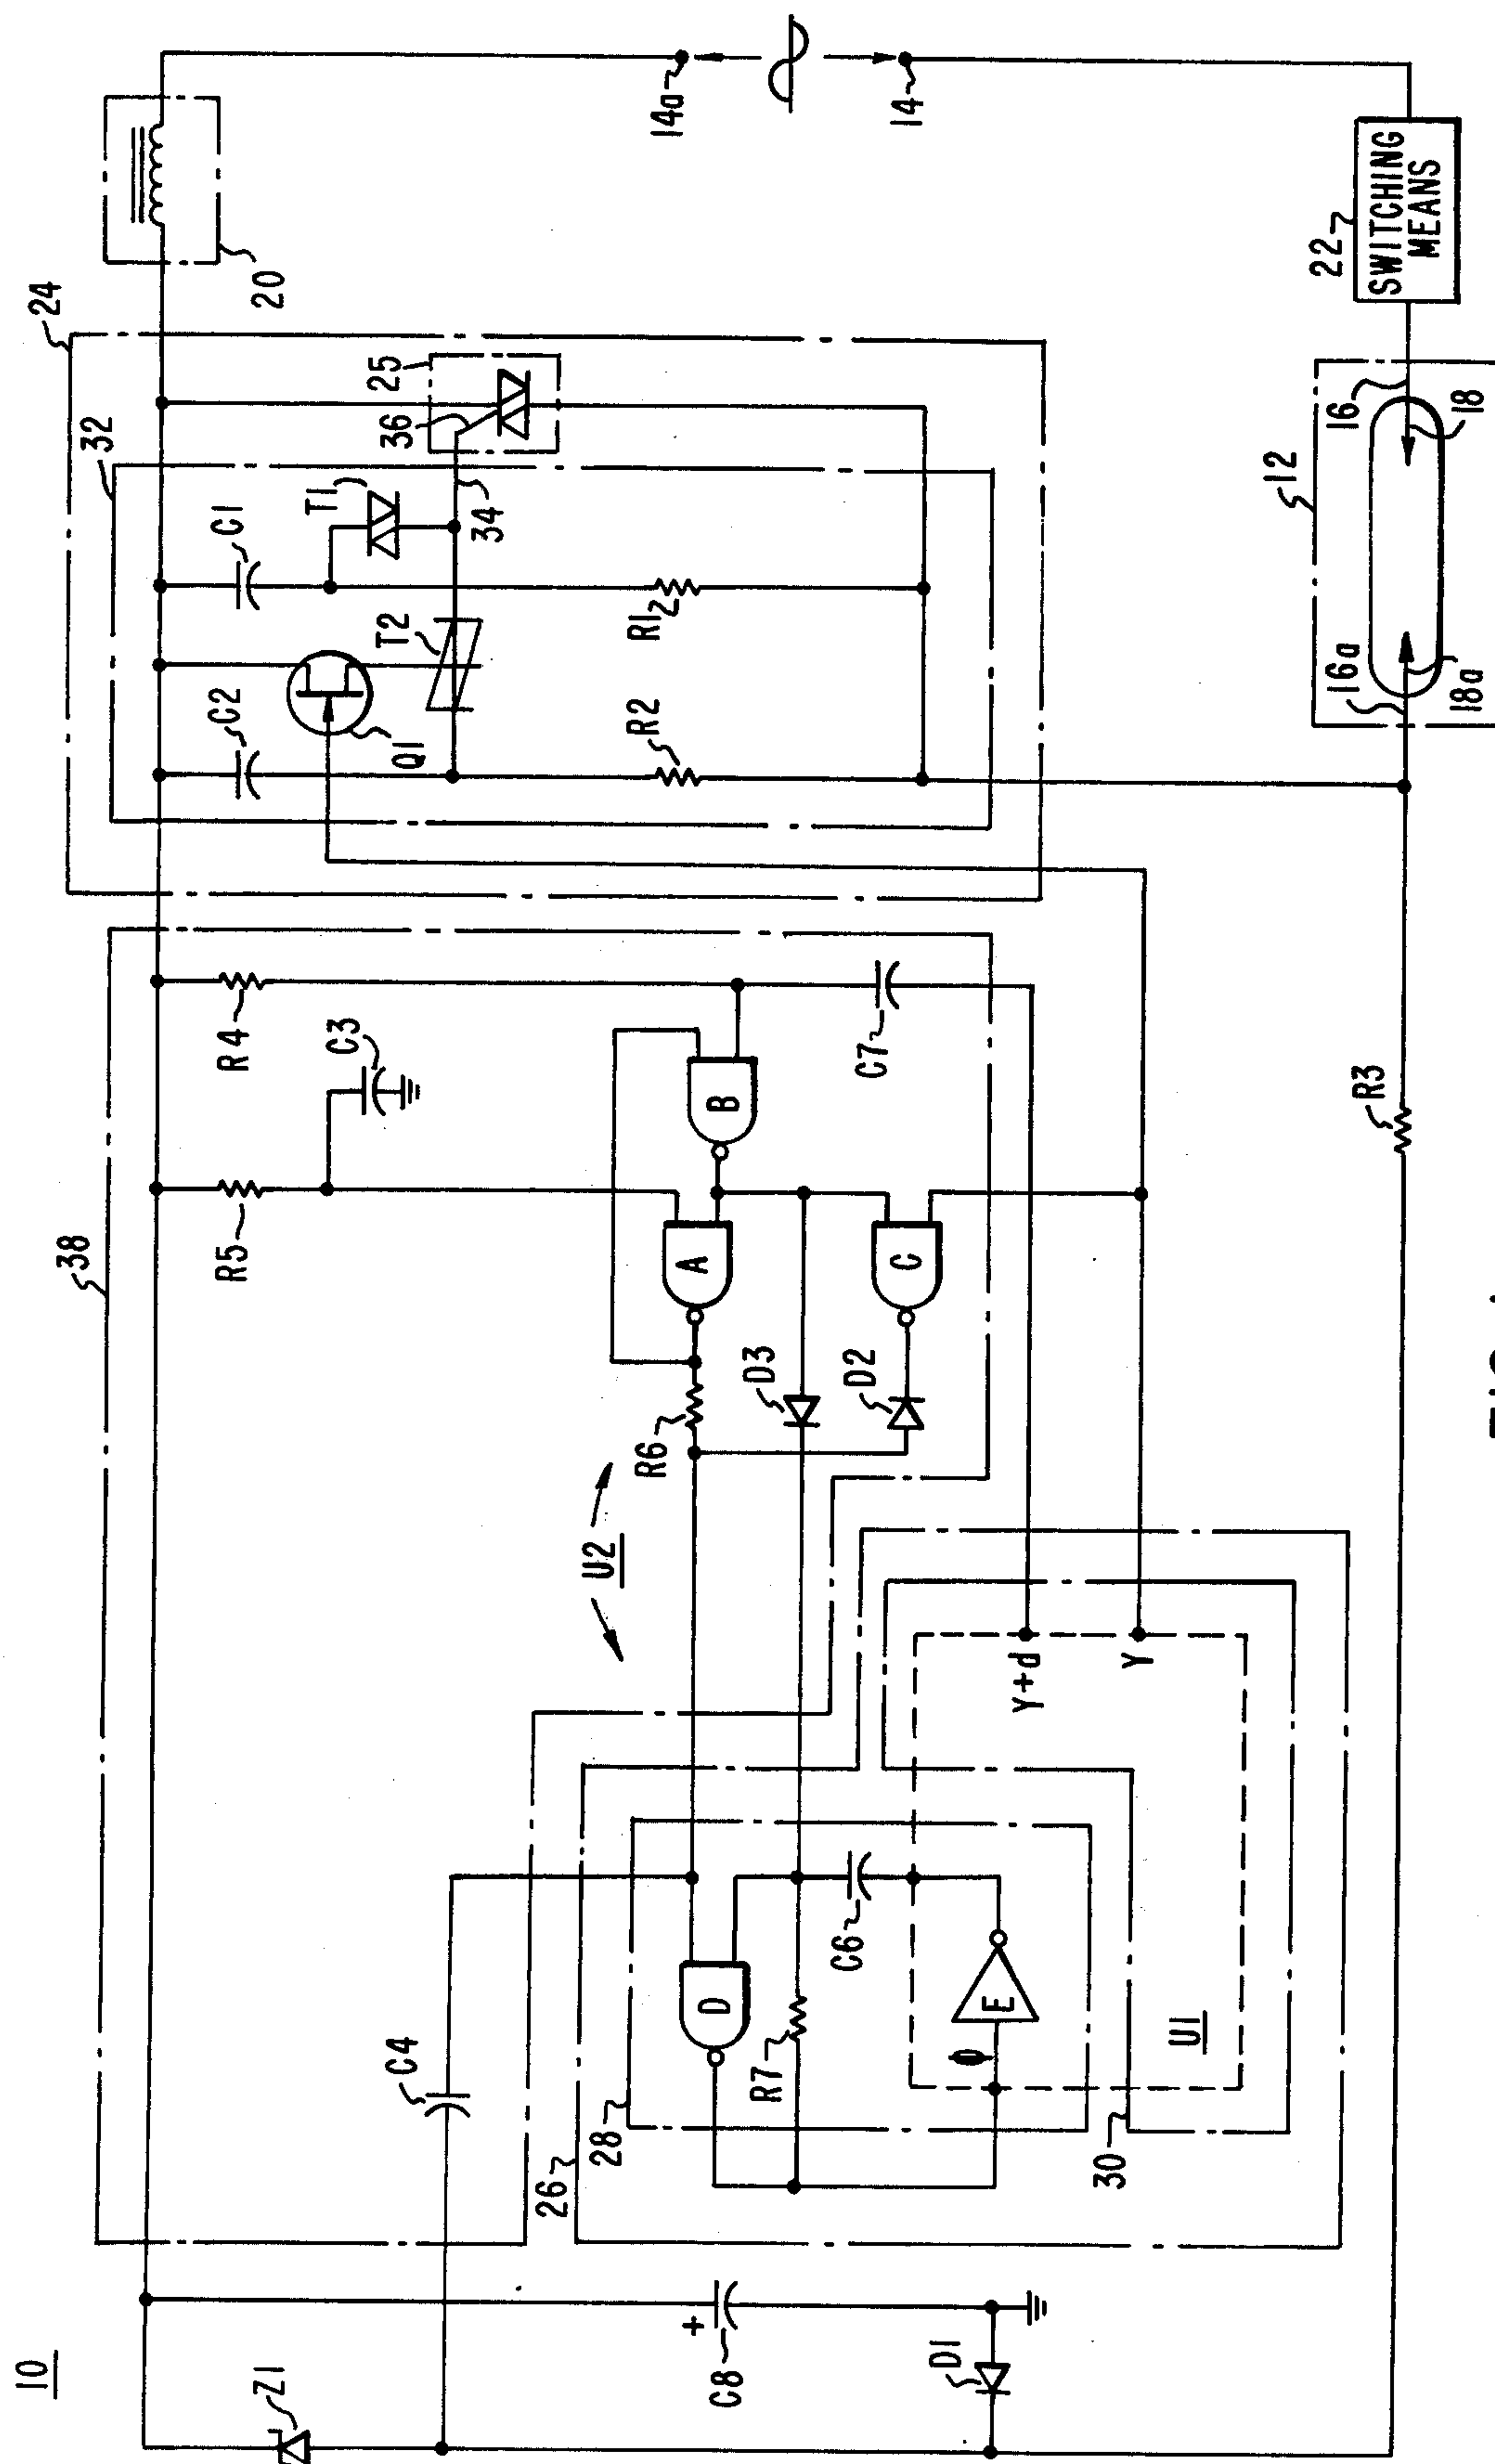 10
20
14a
14
SWITCHING
MEANS
22
24
25
36
32
C1
T1
34
C2
Q1
T2
R1
R2
12
16
18
16a
18a
38
R4
C3
R5
B
C7
A
C
R6
D3
D2
R3
U2
Y+d
Y
C4
D
C6
R7
E
Φ
U1
26
28
30
Z1
C8
+
D1